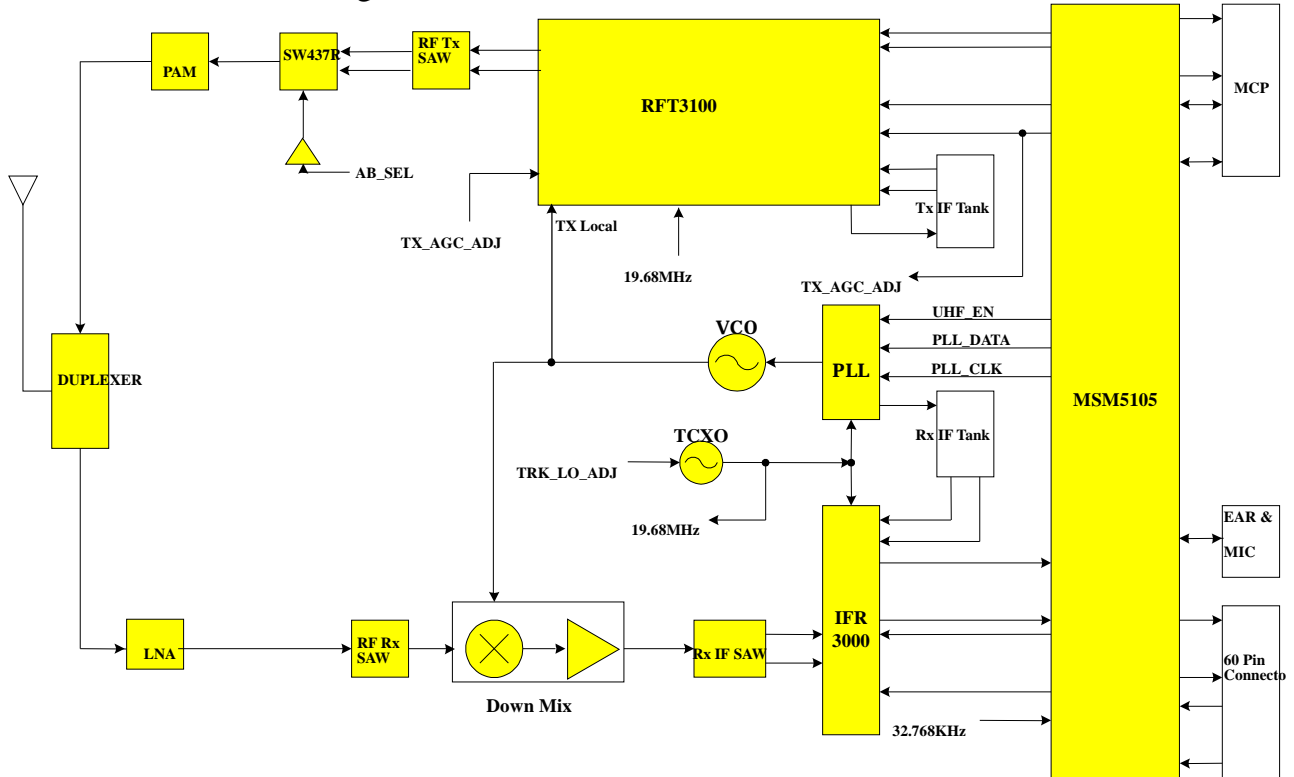 RF Tx
SAW
SW437R
PAM
RFT3100
MCP
AB_SEL
Tx IF Tank
TX Local
TX_AGC_ADJ
19.68MHz
TX_AGC_ADJ
UHF_EN
VCO
PLL_DATA
PLL
PLL_CLK
DUPLEXER
MSM5105
Rx IF Tank
TCXO
TRK_LO_ADJ
19.68MHz
EAR &
MIC
IFR
3000
LNA
RF Rx
SAW
Rx IF SAW
60 Pin
Connecto
Down Mix
32.768KHz